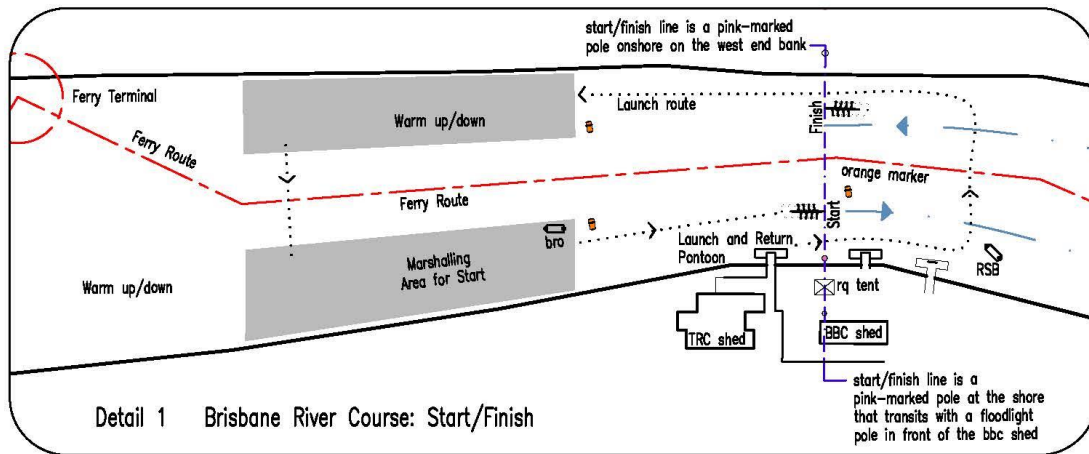 start/finish line is a pink-marked
pole onshore on the west end bank
Ferry Terminal
Launch route
Warm up/down
Finish
Ferry Route
orange marker
Ferry Route
Start
bro
Launch and Return
Pontoon
Marshalling
Area for Start
RSB
Warm up/down
rq tent
TRC shed
BBC shed
start/finish line is a
pink-marked pole at the shore
that transits with a floodlight
pole in front of the bbc shed
Detail 1 Brisbane River Course: Start/Finish